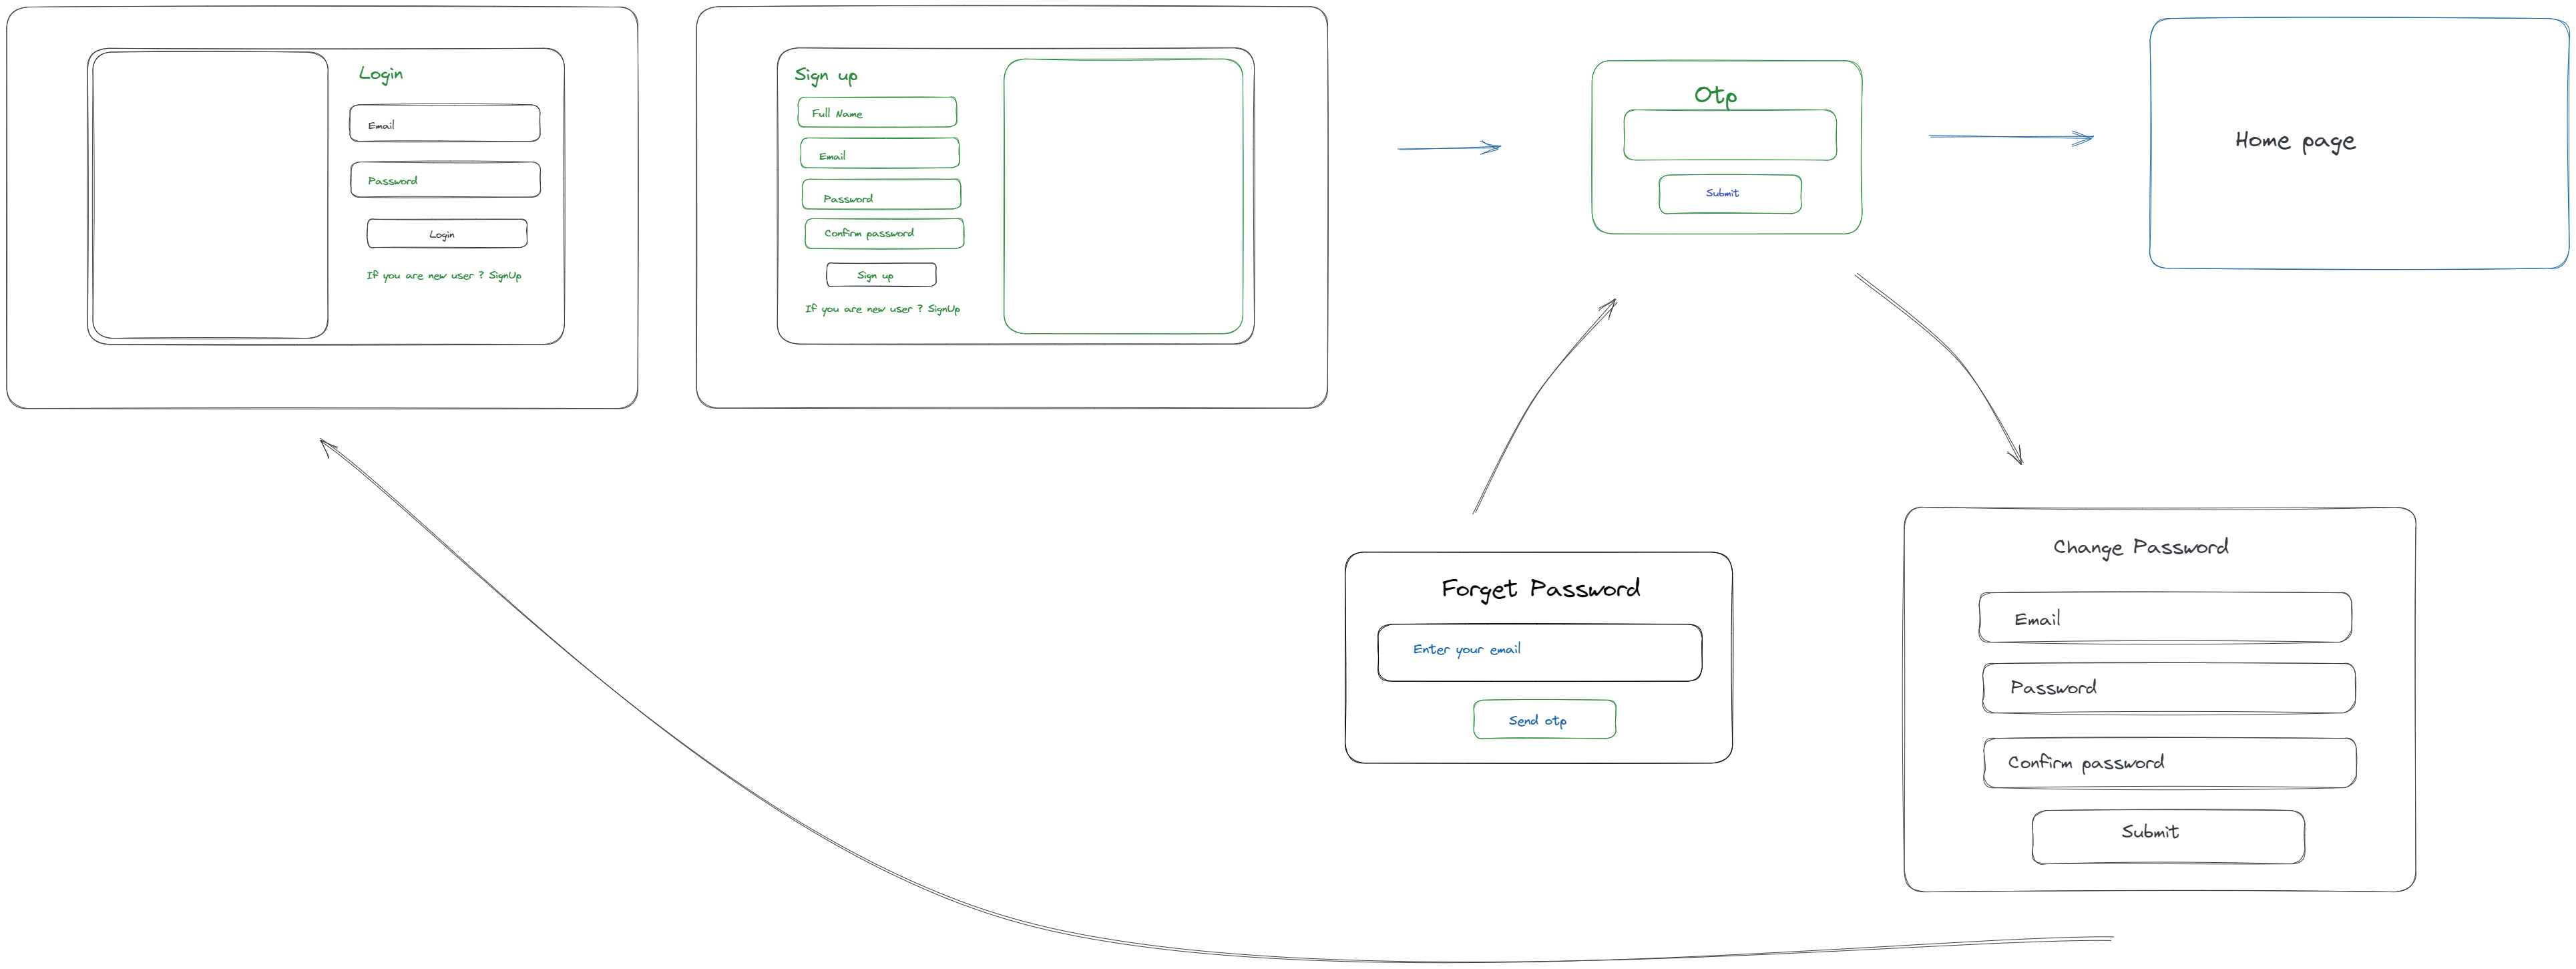 Login
Email
Password
Login
If you are new user ? SignUp
Sign up
Full Name
Email
Password
Confirm password
Sign up
If you are new user ? SignUp
Otp
Submit
Home page
Forget Password
Enter your email
Send otp
Change Password
Email
Password
Confirm password
Submit